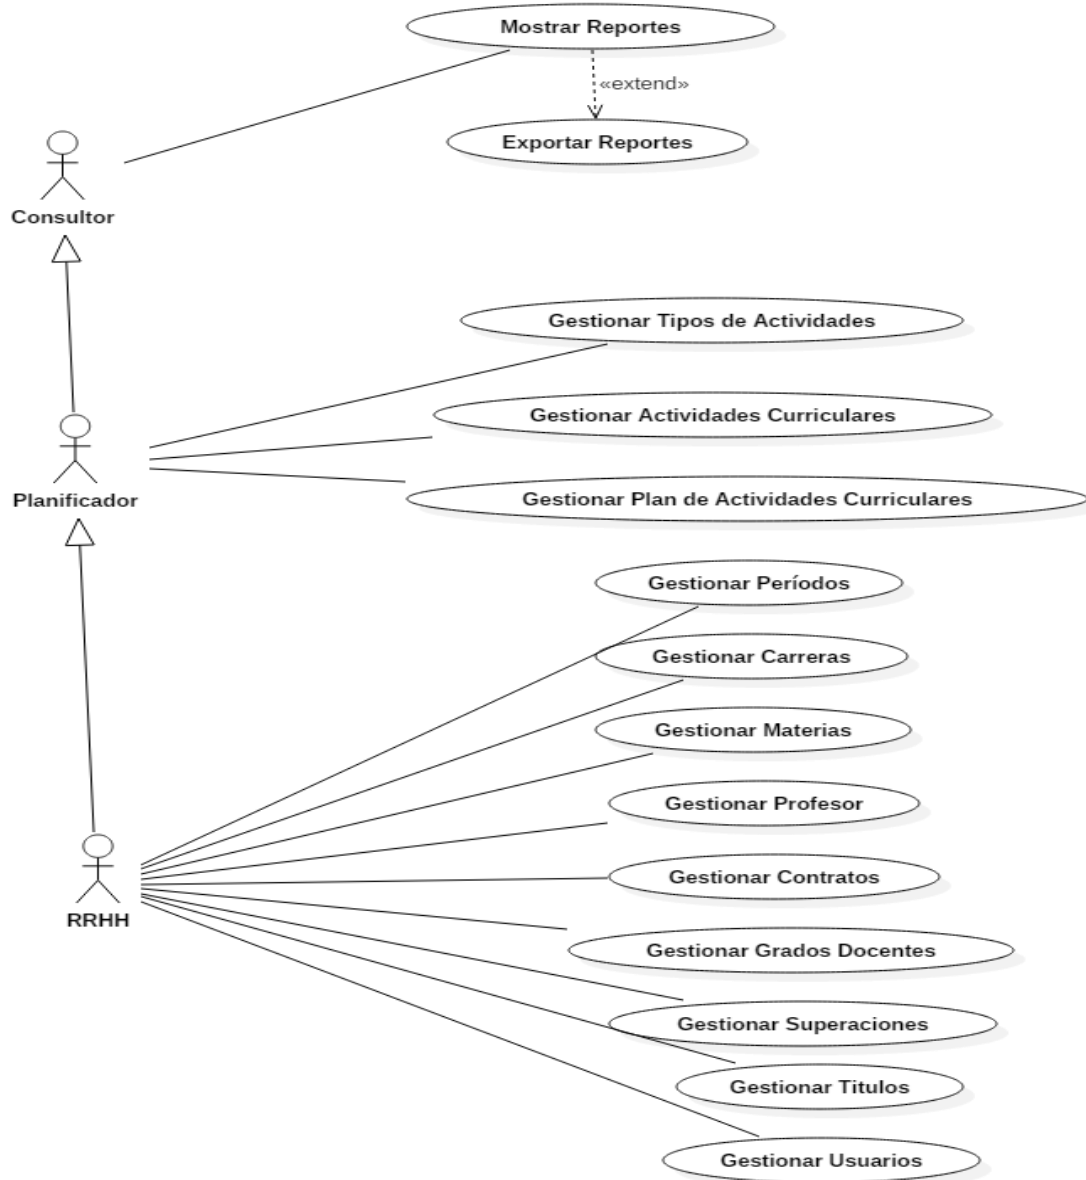 Mostrar Reportes
«extend»
Exportar Reportes
Consultor
Gestionar Tipos de Actividades
Gestionar Actividades Curriculares
Planificador
Gestionar Plan de Actividades Curriculares
Gestionar Períodos
Gestionar Carreras
Gestionar Materias
Gestionar Profesor
Gestionar Contratos
RRHH
Gestionar Grados Docentes
Gestionar Superaciones
Gestionar Titulos
Gestionar Usuarios